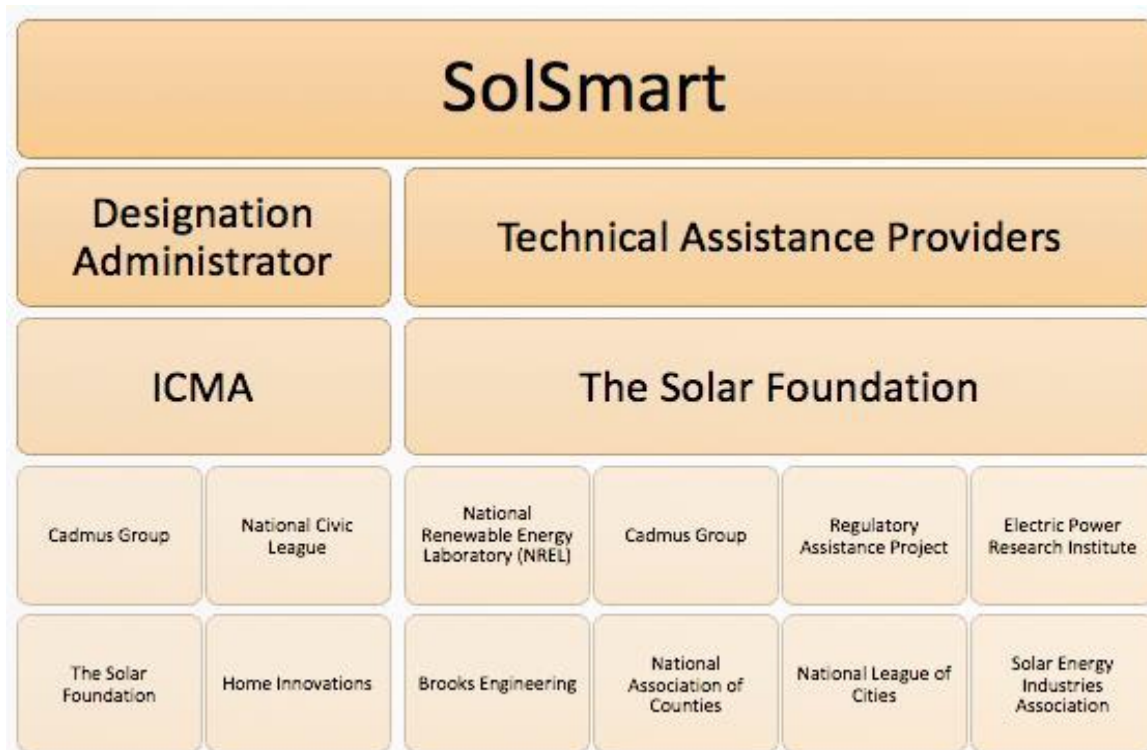 SolSmart
Designation
Administrator
Technical Assistance Providers
ICMA
The Solar Foundation
Cadmus Group
National Civic
League
National
Renewable Energy
Laboratory (NREL)
Cadmus Group
Regulatory
Assistance Project
Electric Power
Research Institute
The Solar
Foundation
Home Innovations
Brooks Engineering
National
Association of
Counties
National League of
Cities
Solar Energy
Industries
Association